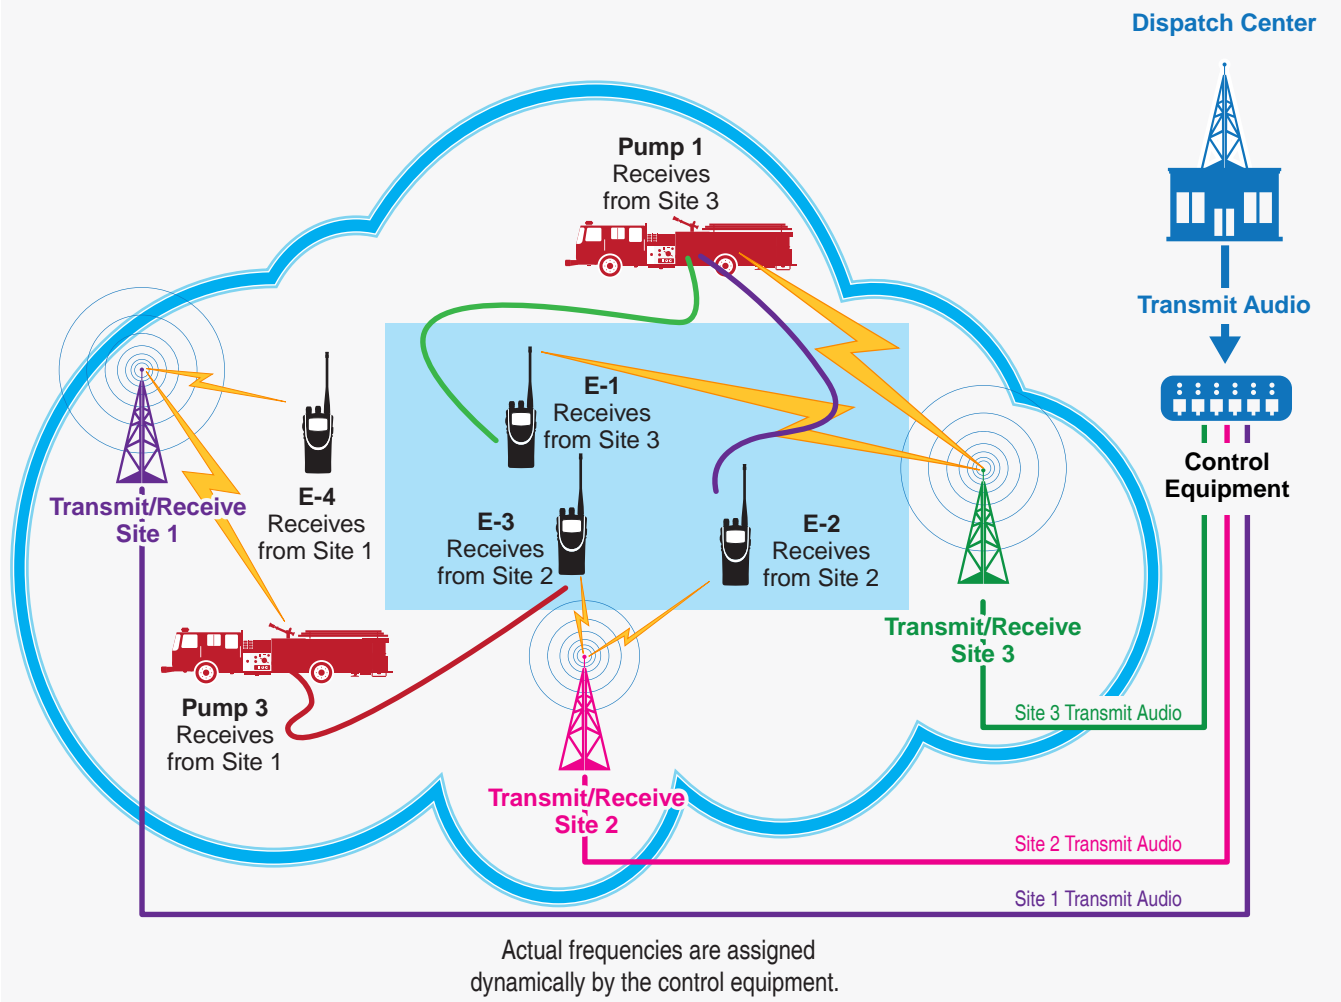 Dispatch Center
Pump 1
Receives
from Site 3
Transmit Audio
E-1
Receives
from Site 3
Control
Equipment
E-4
Receives
from Site 1
Transmit/Receive
Site 1
E-3
Receives
from Site 2
E-2
Receives
from Site 2
Transmit/Receive
Site 3
Pump 3
Receives
from Site 1
Site 3 Transmit Audio
Transmit/Receive
Site 2
Site 2 Transmit Audio
Site 1 Transmit Audio
Actual frequencies are assigned
dynamically by the control equipment.